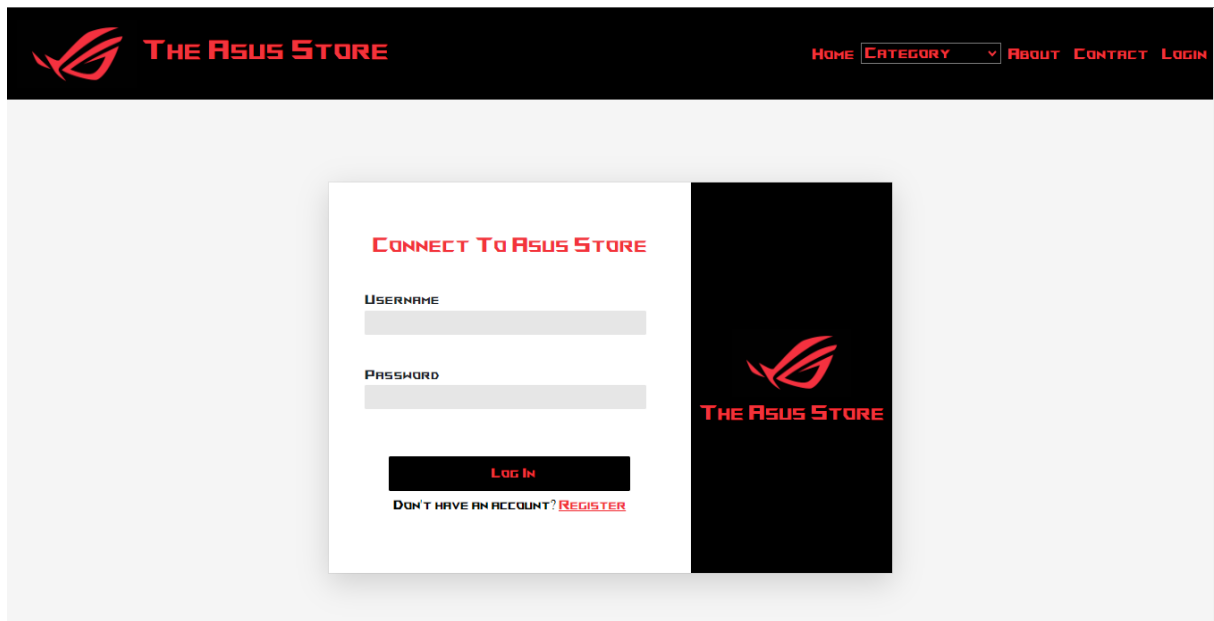 The Asus Store
Home Category About Contact Login
Connect To Asus Store
Username
Password
Log In
Don't have an account? Register
The Asus Store